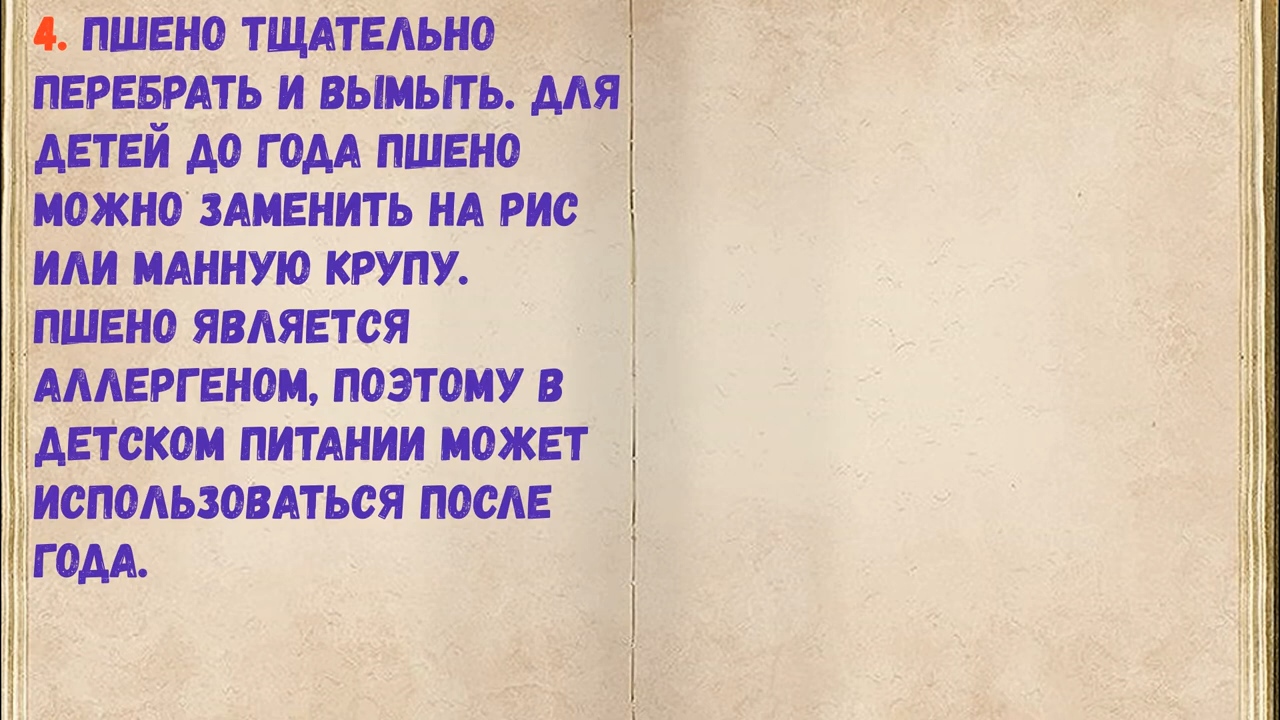 4. ПШЕНО ТЩАТЕЛЬНО
ПЕРЕБРАТЬ И ВЫМЫТЬ. ДЛЯ
ДЕТЕЙ ДО ГОДА ПШЕНО
МОЖНО ЗАМЕНИТЬ НА РИС
ИЛИ МАННУЮ КРУПУ.
ПШЕНО ЯВЛЯЕТСЯ
АЛЛЕРГЕНОМ, ПОЭТОМУ В
ДЕТСКОМ ПИТАНИИ МОЖЕТ
ИСПОЛЬЗОВАТЬСЯ ПОСЛЕ
ГОДА.